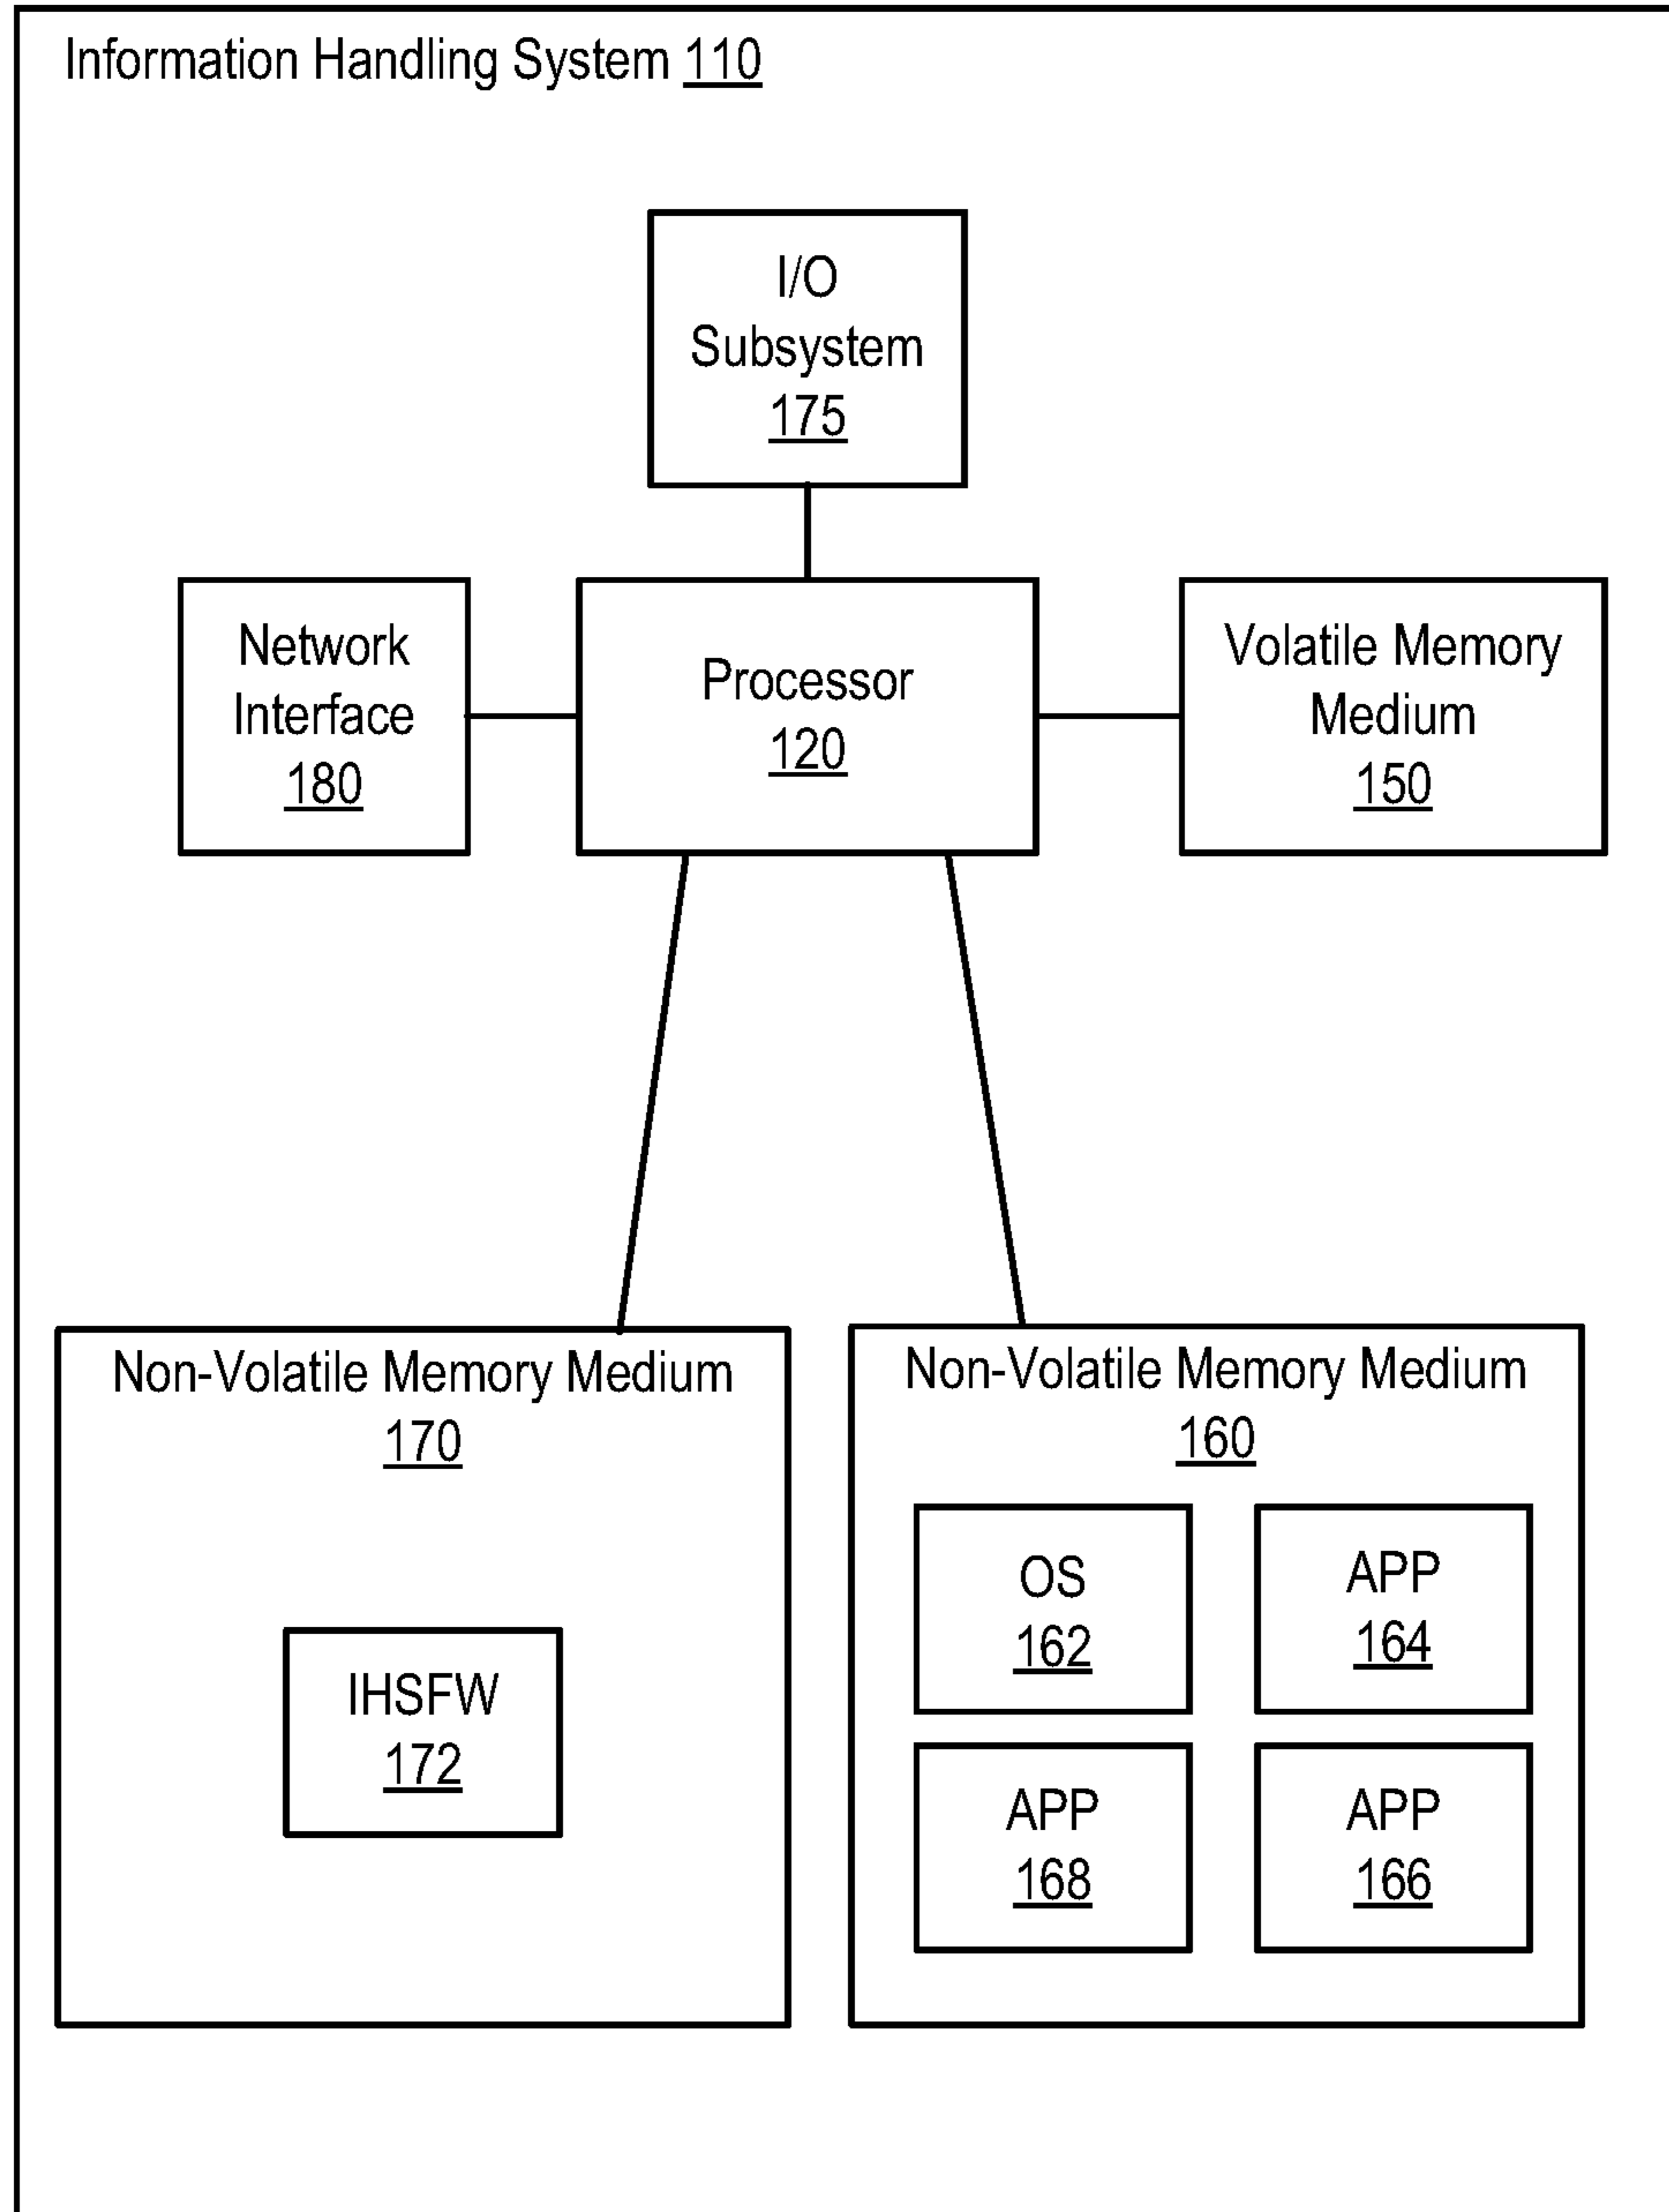 Information Handling System 110
I/O
Subsystem
175
Network
Interface
180
Processor
120
Volatile Memory
Medium
150
Non-Volatile Memory Medium
170
IHSFW
172
Non-Volatile Memory Medium
160
OS
162
APP
164
APP
168
APP
166